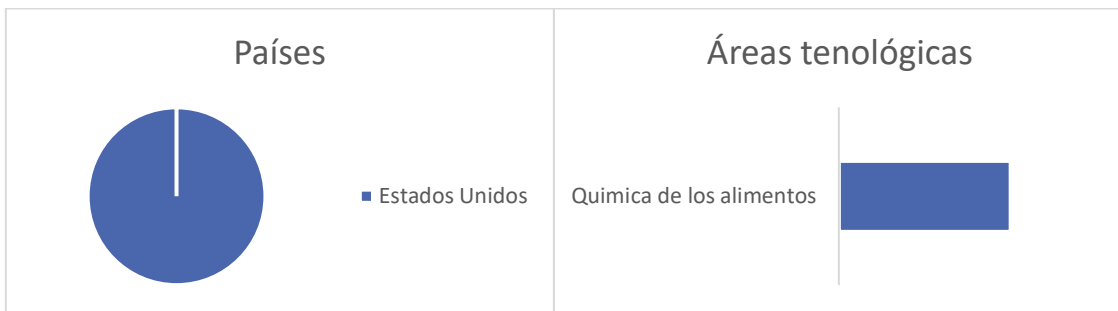 Países
Estados Unidos
Áreas tenológicas
Quimica de los alimentos